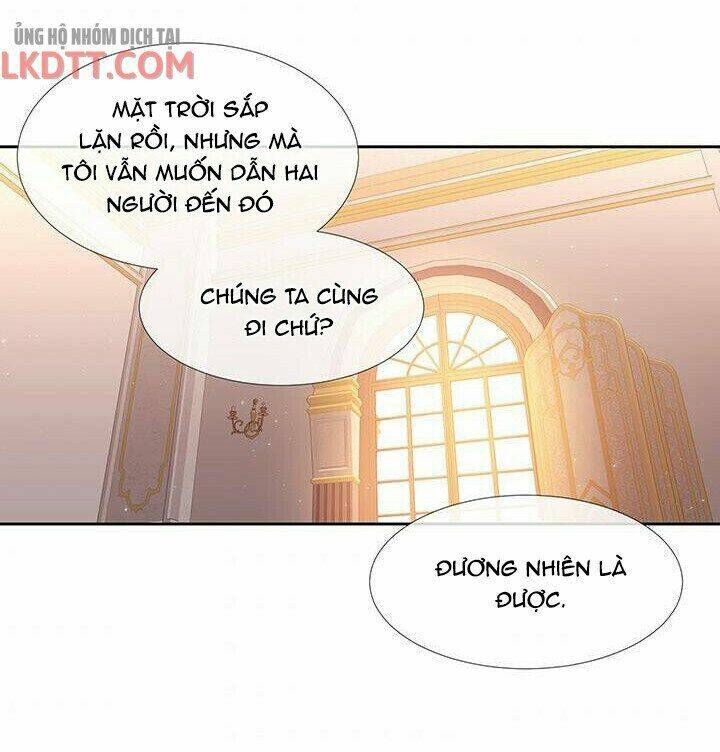 ỦNG HỘ NHÓM DỊCH TẠI
LKDTT.COM
MẶT TRỜI SẮP
LẶN RỒI, NHƯNG MÀ
TÔI VẪN MUỐN DẪN HAI
NGƯỜI ĐẾN ĐÓ
CHÚNG TA CÙNG
ĐI CHỨ?
ĐƯƠNG NHIÊN LÀ
ĐƯỢC.